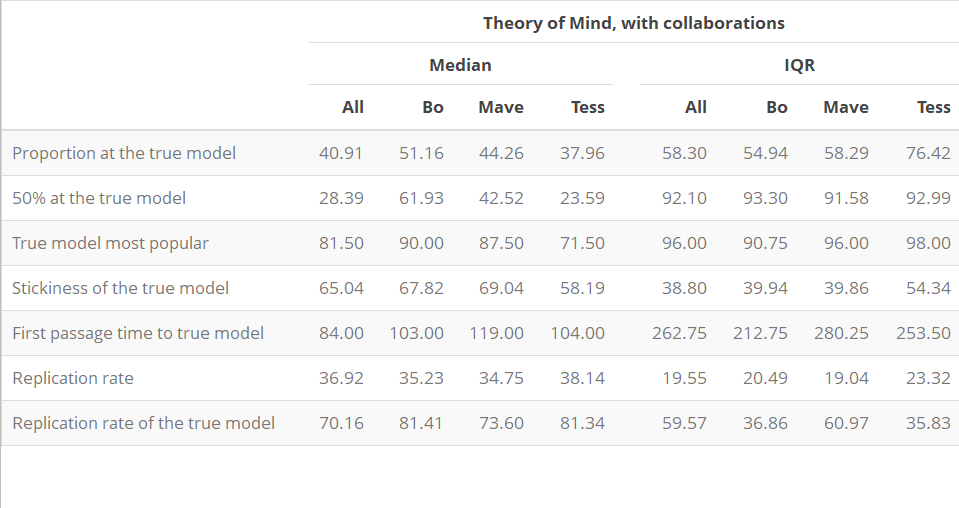 Theory of Mind, with collaborations
Median IQR
All Bo Mave Tess All Bo Mave Tess
Proportion at the true model 40.91 51.16 44.26 37.96 58.30 54.94 58.29 76.42
50% at the true model 28.39 61.93 42.52 23.59 92.10 93.30 91.58 92.99
True model most popular 81.50 90.00 87.50 71.50 96.00 90.75 96.00 98.00
Stickiness of the true model 65.04 67.82 69.04 58.19 38.80 39.94 39.86 54.34
First passage time to true model 84.00 103.00 119.00 104.00 262.75 212.75 280.25 253.50
Replication rate 36.92 35.23 34.75 38.14 19.55 20.49 19.04 23.32
Replication rate of the true model 70.16 81.41 73.60 81.34 59.57 36.86 60.97 35.83